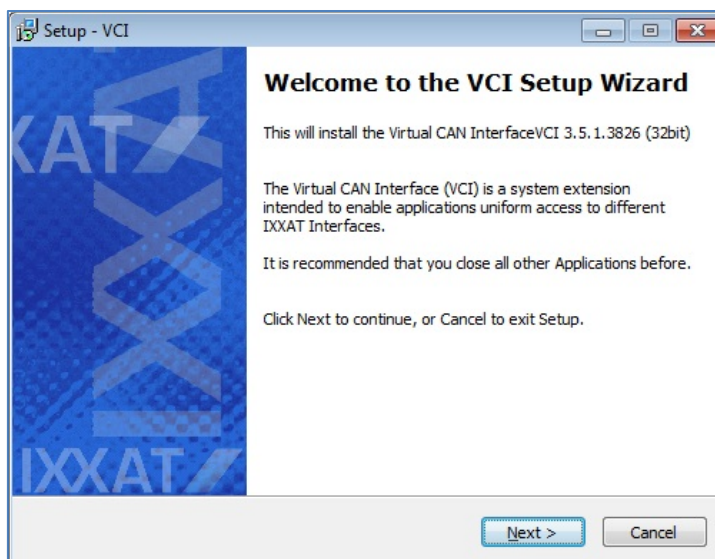 Setup - VCI
Welcome to the VCI Setup Wizard
This will install the Virtual CAN InterfaceVCI 3.5.1.3826 (32bit)
The Virtual CAN Interface (VCI) is a system extension
intended to enable applications uniform access to different
IXXAT Interfaces.
It is recommended that you close all other Applications before.
Click Next to continue, or Cancel to exit Setup.
IXXAT
XAT
IXXAT
Next >
Cancel